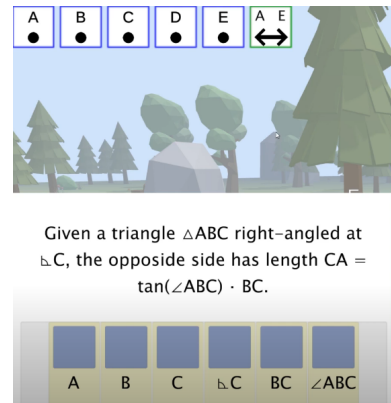 A B C D E A E
Given a triangle △ABC right-angled at
⊾C, the opposide side has length CA =
tan(∠ABC) · BC.
A B C ⊾C BC ∠ABC